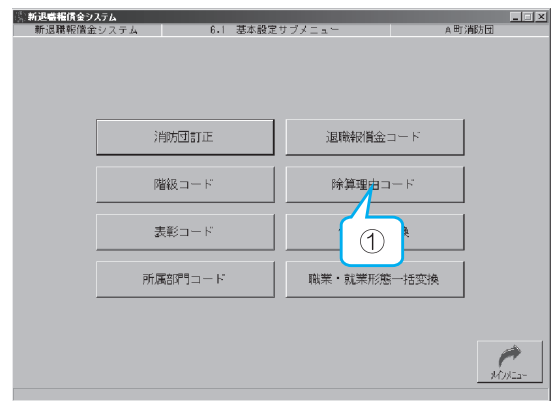 新退職報償金システム
新退職報償金システム 6.1 基本設定サブメニュー A町消防団
消防団訂正 退職報償金コード
階級コード 除算理由コード
表彰コード 換
①
所属部門コード 職業・就業形態一括変換
メインメニュー